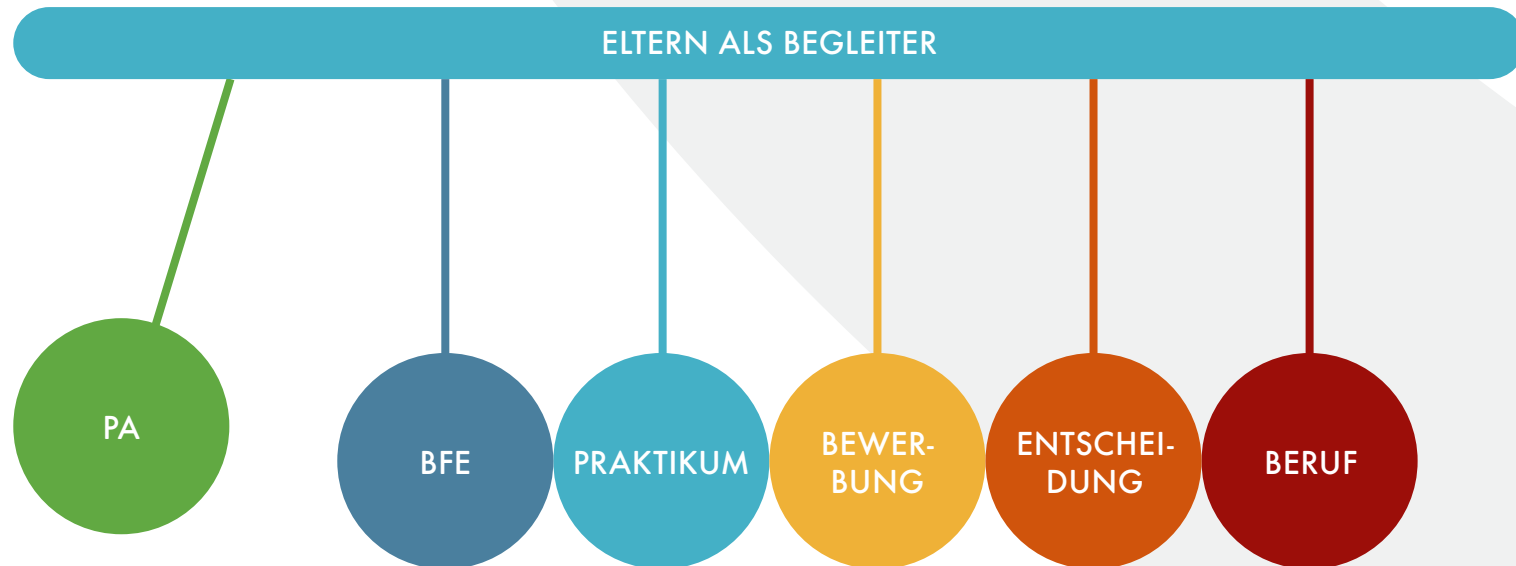 ELTERN ALS BEGLEITER
PA
BFE
PRAKTIKUM
BEWER-
BUNG
ENTSCHEI-
DUNG
BERUF